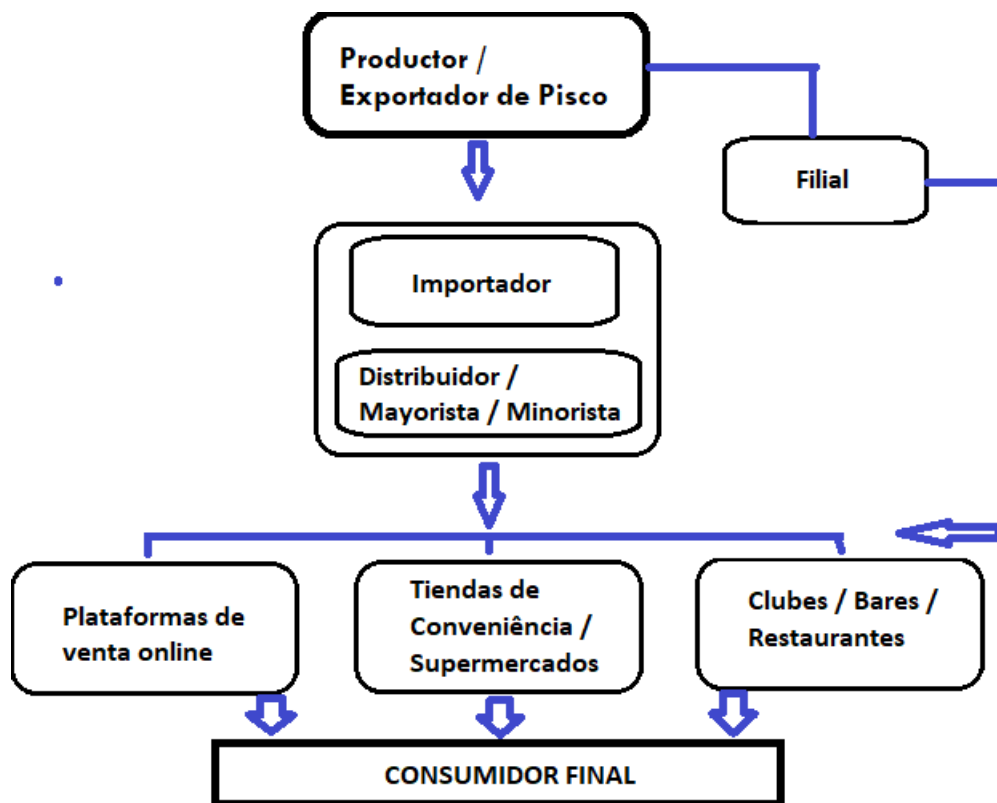 Productor /
Exportador de Pisco
Filial
Importador
Distribuidor /
Mayorista / Minorista
Plataformas de
venta online
Tiendas de
Conveniência /
Supermercados
Clubes / Bares /
Restaurantes
CONSUMIDOR FINAL